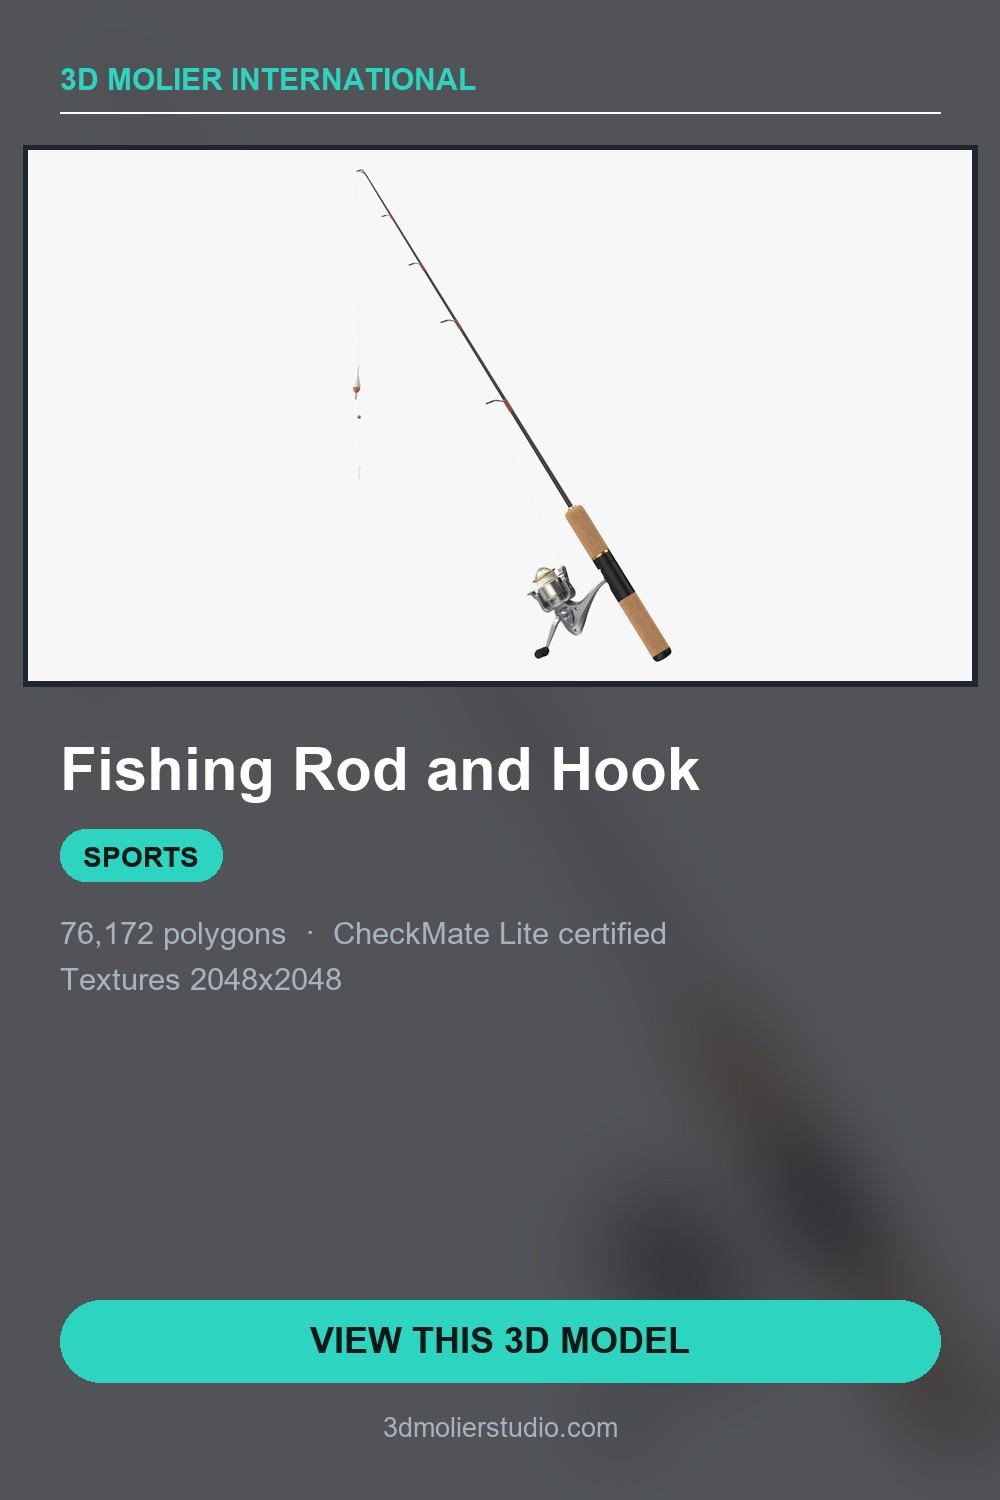 3D MOLIER INTERNATIONAL
Fishing Rod and Hook
SPORTS
76,172 polygons · CheckMate Lite certified
Textures 2048x2048
VIEW THIS 3D MODEL
3dmolierstudio.com